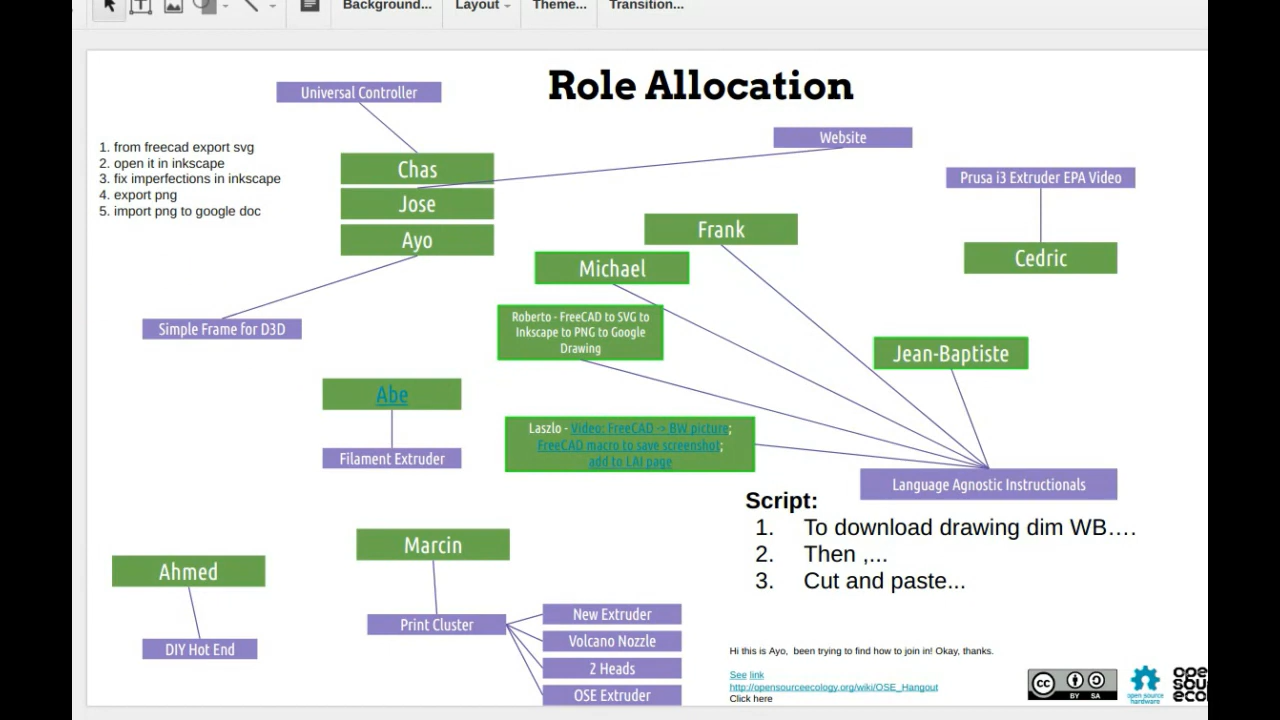 Background...
Layout
Theme...
Transition...
Role Allocation
Universal Controller
Website
1. from freecad export svg
2. open it in inkscape
3. fix imperfections in inkscape
4. export png
5. import png to google doc
Chas
Jose
Ayo
Prusa i3 Extruder EPA Video
Cedric
Frank
Michael
Simple Frame for D3D
Roberto - FreeCAD to SVG to
Inkscape to PNG to Google
Drawing
Jean-Baptiste
Abe
Filament Extruder
Laszlo - Video: FreeCAD -> BW picture;
FreeCAD macro to save screenshot;
add to LAI page
Language Agnostic Instructionals
Script:
1. To download drawing dim WB….
2. Then ,...
3. Cut and paste...
Marcin
Ahmed
Print Cluster
DIY Hot End
New Extruder
Volcano Nozzle
2 Heads
OSE Extruder
Hi this is Ayo, been trying to find how to join in! Okay, thanks.
See link
http://opensourceecology.org/wiki/OSE_Hangout
Click here
CC BY SA
open source
hardware